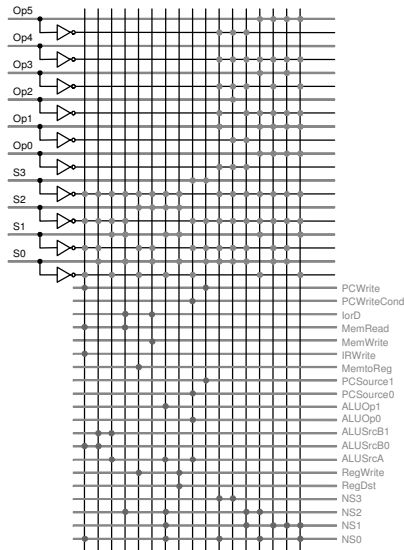 Op5
Op4
Op3
Op2
Op1
Op0
S3
S2
S1
S0
PCWrite
PCWriteCond
IorD
MemRead
MemWrite
IRWrite
MemtoReg
PCSource1
PCSource0
ALUOp1
ALUOp0
ALUSrcB1
ALUSrcB0
ALUSrcA
RegWrite
RegDst
NS3
NS2
NS1
NS0